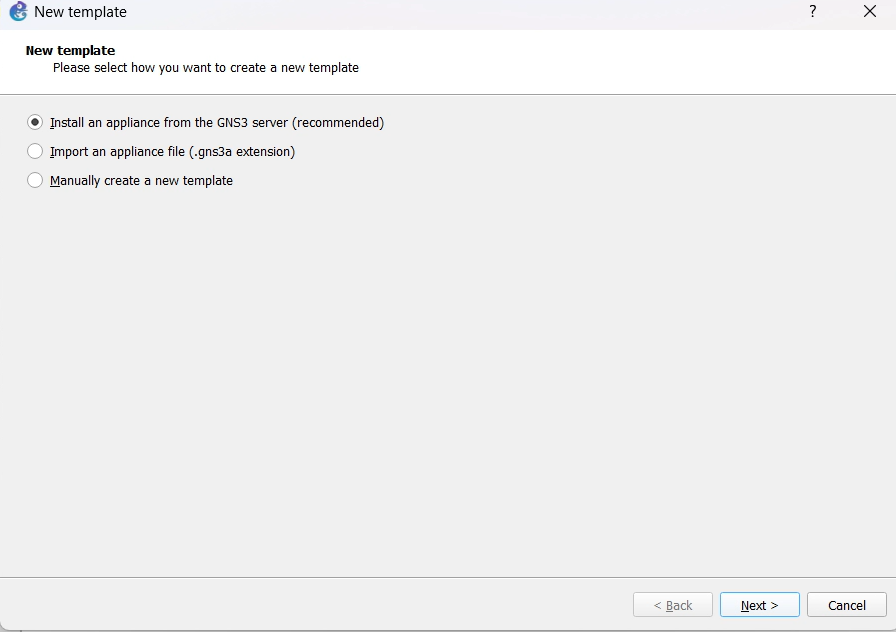 New template
?
New template
Please select how you want to create a new template
Install an appliance from the GNS3 server (recommended)
Import an appliance file (.gns3a extension)
Manually create a new template
< Back Next > Cancel